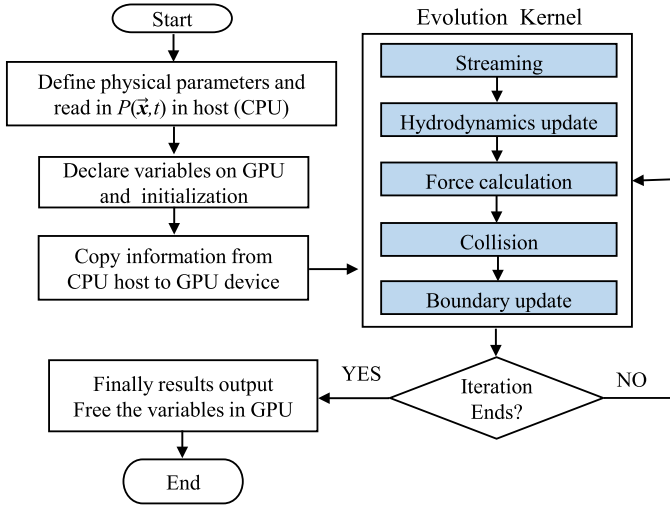 Start
Define physical parameters and
read in P(x⃗,t) in host (CPU)
Declare variables on GPU
and initialization
Copy information from
CPU host to GPU device
Evolution Kernel
Streaming
Hydrodynamics update
Force calculation
Collision
Boundary update
Iteration
Ends?
YES
NO
Finally results output
Free the variables in GPU
End